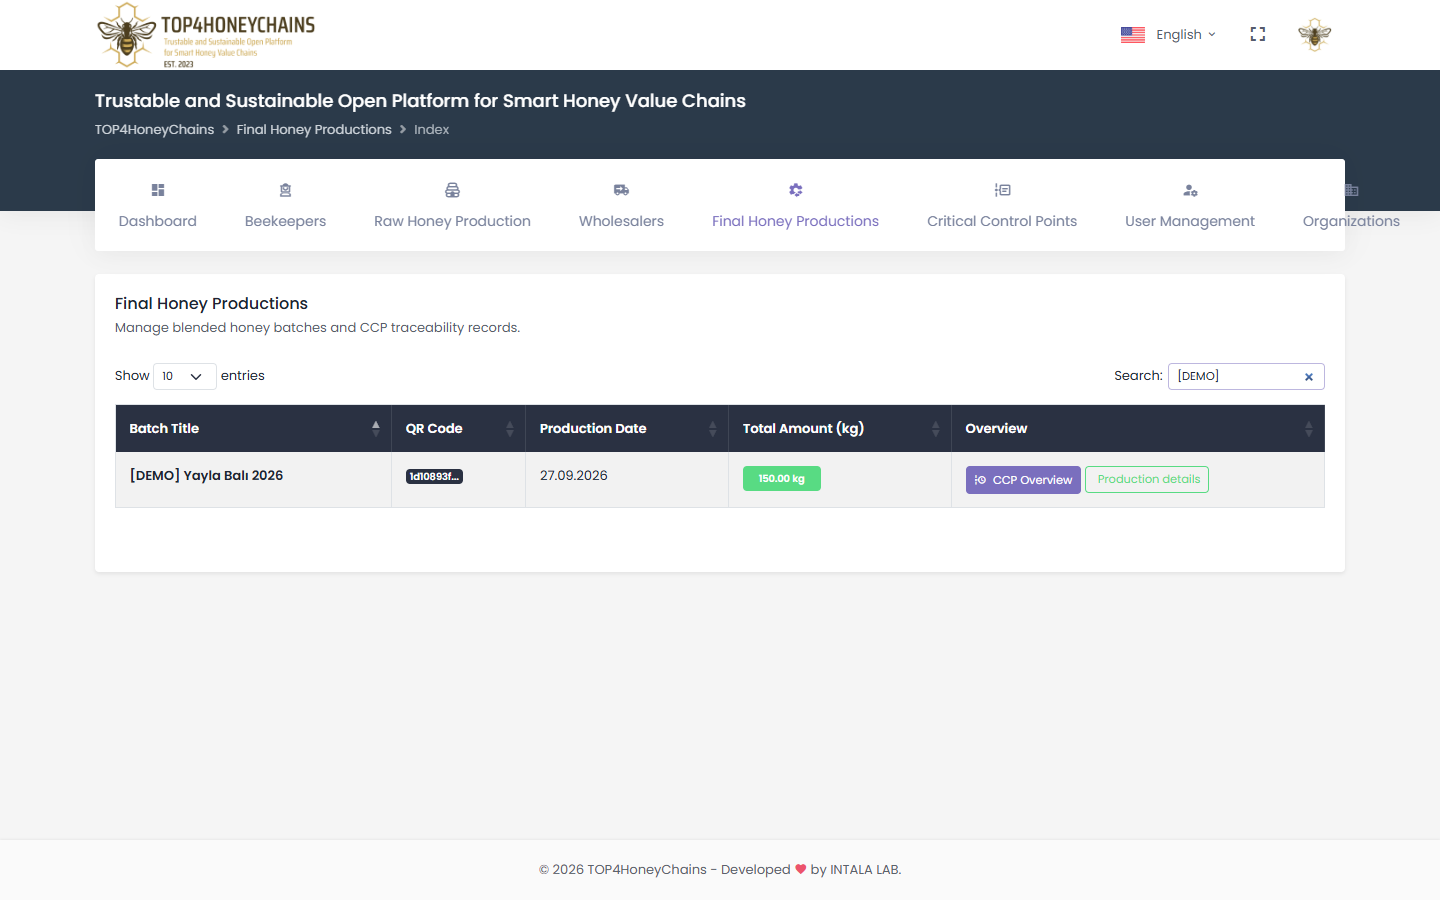 TOP4HONEYCHAINS
Trustable and Sustainable Open Platform
for Smart Honey Value Chains
EST. 2023
English
Trustable and Sustainable Open Platform for Smart Honey Value Chains
TOP4HoneyChains > Final Honey Productions > Index
Dashboard Beekeepers Raw Honey Production Wholesalers Final Honey Productions Critical Control Points User Management Organizations
Final Honey Productions
Manage blended honey batches and CCP traceability records.
Show 10 entries Search: [DEMO] ×
Batch Title QR Code Production Date Total Amount (kg) Overview
[DEMO] Yayla Balı 2026 1d10893f... 27.09.2026 150.00 kg CCP Overview Production details
© 2026 TOP4HoneyChains - Developed ♥ by INTALA LAB.